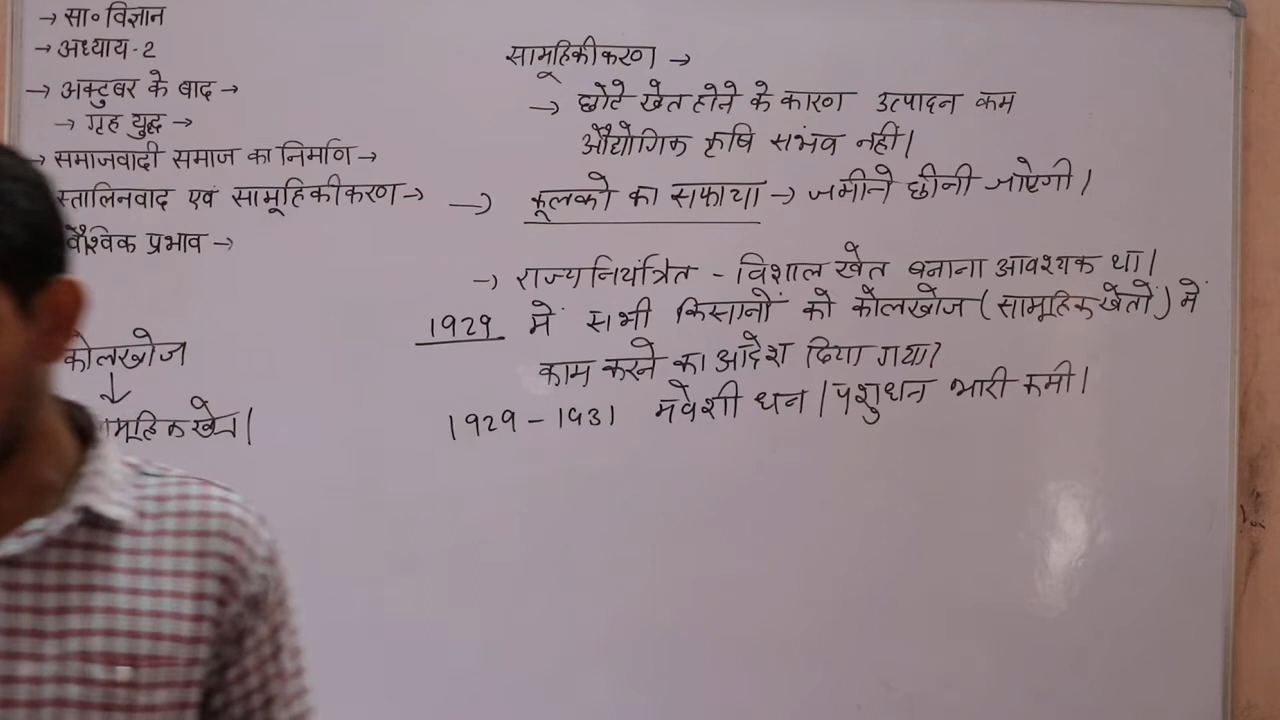 → सा० विज्ञान
→ अध्याय-2
→ अक्टुबर के बाद →
→ गृह युद्ध →
→ समाजवादी समाज का निर्माण →
स्तालिनवाद एवं सामूहिकीकरण →
वैश्विक प्रभाव →
कोलखोज
↓
मूहिक खेत।
सामूहिकीकरण →
→ छोटे खेत होने के कारण उत्पादन कम
औद्योगिक कृषि संभव नहीं।
→ कूलकों का सफाया → जमीने छीनी जाऐगी।
→ राज्य नियंत्रित - विशाल खेत बनाना आवश्यक था।
1929 में सभी किसानों को कोलखोज (सामूहिक खेतों) में
काम करने का आदेश दिया गया?
1929 - 1931 मवेशी धन / पशुधन भारी कमी।